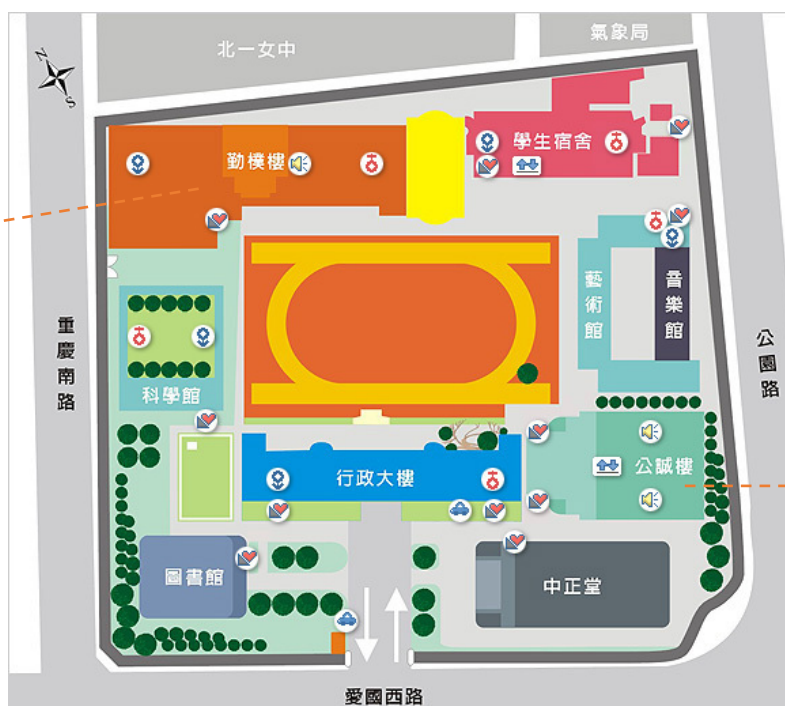 氣象局
北一女中
N
S
學生宿舍
勤樸樓
藝術館
音樂館
重慶南路
公園路
科學館
公誠樓
行政大樓
圖書館
中正堂
愛國西路